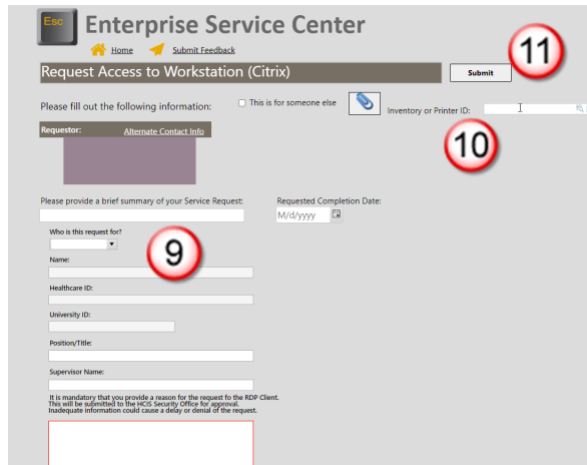 Esc
Enterprise Service Center
Home Submit Feedback
11
Request Access to Workstation (Citrix)
Submit
Please fill out the following information:
This is for someone else
Inventory or Printer ID:
10
Requestor: Alternate Contact Info
Please provide a brief summary of your Service Request:
Requested Completion Date:
M/d/yyyy
9
Who is this request for?
Name:
Healthcare ID:
University ID:
Position/Title:
Supervisor Name:
It is mandatory that you provide a reason for the request fo the RDP Client.
This will be submitted to the HCIS Security Office for approval.
Inadequate information could cause a delay or denial of the request.